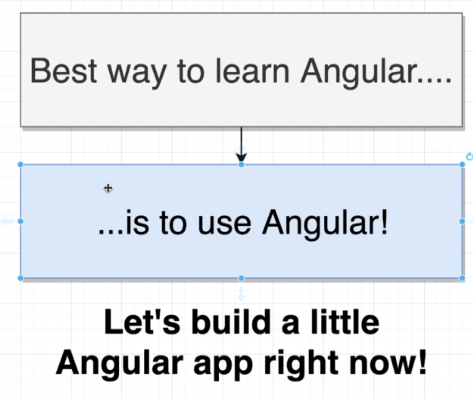 Best way to learn Angular....
...is to use Angular!
Let's build a little
Angular app right now!